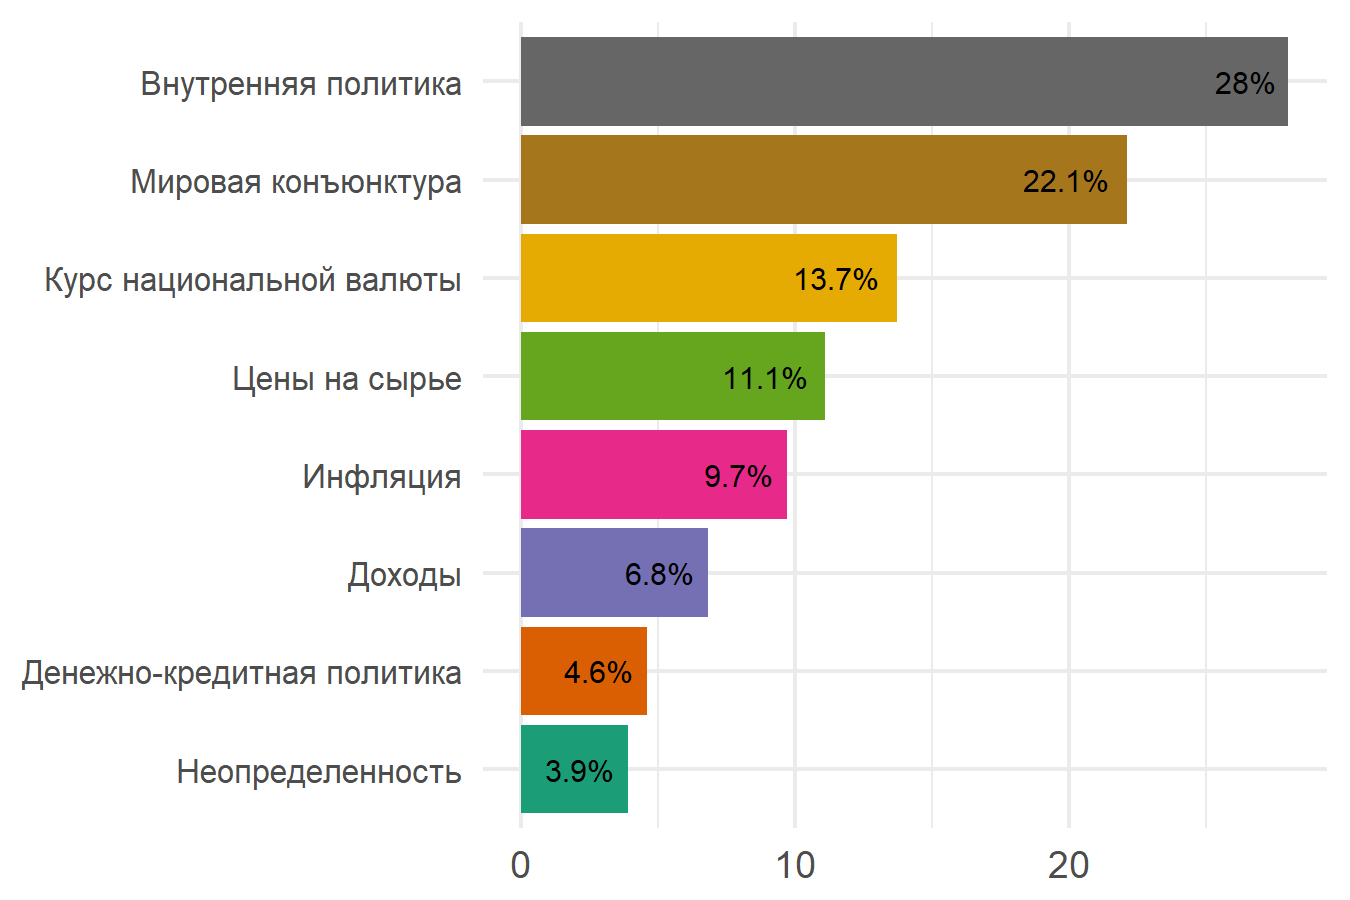 Внутренняя политика 28%
Мировая конъюнктура 22.1%
Курс национальной валюты 13.7%
Цены на сырье 11.1%
Инфляция 9.7%
Доходы 6.8%
Денежно-кредитная политика 4.6%
Неопределенность 3.9%
0 10 20